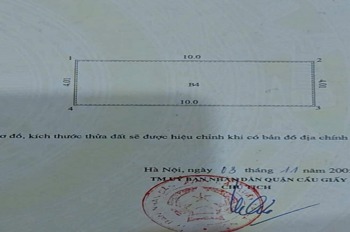 1 10.0 2
4.01 B4 4.00
4 10.0 3
ơ đồ, kích thước thửa đất sẽ được hiệu chỉnh khi có bản đồ địa chính
Hà Nội, ngày 03 tháng 11 năm 200
TM.UỶ BAN NHÂN DÂN QUẬN CẦU GIẤY
CHỦ TỊCH